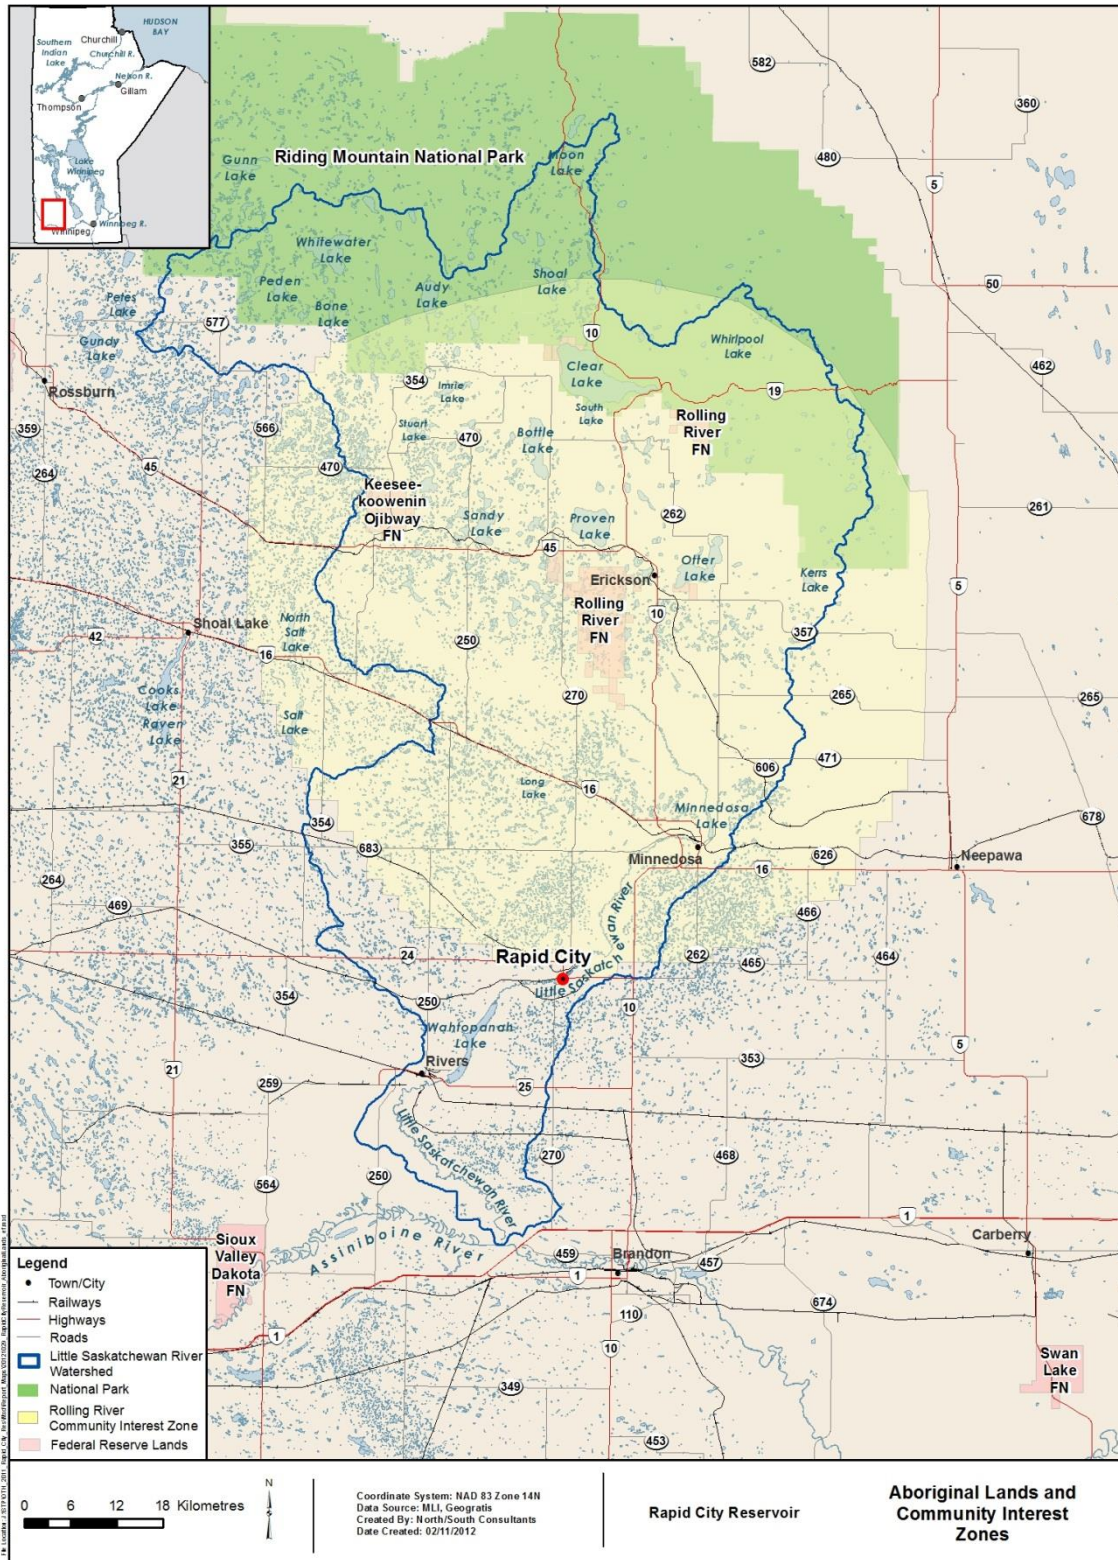 HUDSON
BAY
Churchill
Southern
Indian
Lake
Churchill R.
Nelson R.
Gillam
Thompson
Lake
Winnipeg
Winnipeg R.
Winnipeg
582
360
480
5
Gunn
Lake
Riding Mountain National Park
Moon
Lake
Whitewater
Lake
Peden
Lake
Bone
Lake
Audy
Lake
Shoal
Lake
50
Petes
Lake
577
Gundy
Lake
10
Whirlpool
Lake
462
Rossburn
354
Imrie
Lake
Clear
Lake
19
South
Lake
Rolling
River
FN
359
566
Stuart
Lake
470
Bottle
Lake
264
45
470
Keesee-
koowenin
Ojibway
FN
Sandy
Lake
Proven
Lake
262
261
45
Otter
Lake
Erickson
Kerrs
Lake
5
Rolling
River
FN
10
Shoal Lake
42
North
Salt
Lake
16
250
357
Cooks
Lake
Raven
Lake
270
265
265
Salt
Lake
21
471
606
Long
Lake
16
Minnedosa
Lake
678
354
355
683
Minnedosa
626
Neepawa
16
264
469
Little Saskatchewan River
466
24
Rapid City
262
465
464
354
250
10
Wahtopanah
Lake
5
21
Rivers
353
259
25
Little Saskatchewan River
270
468
564
250
1
Sioux
Valley
Dakota
FN
Assiniboine River
459
Brandon
457
Carberry
1
674
110
1
10
Swan
Lake
FN
349
453
Legend
Town/City
Railways
Highways
Roads
Little Saskatchewan River
Watershed
National Park
Rolling River
Community Interest Zone
Federal Reserve Lands
0 6 12 18 Kilometres
N
Coordinate System: NAD 83 Zone 14N
Data Source: MLI, Geogratis
Created By: North/South Consultants
Date Created: 02/11/2012
Rapid City Reservoir
Aboriginal Lands and
Community Interest
Zones